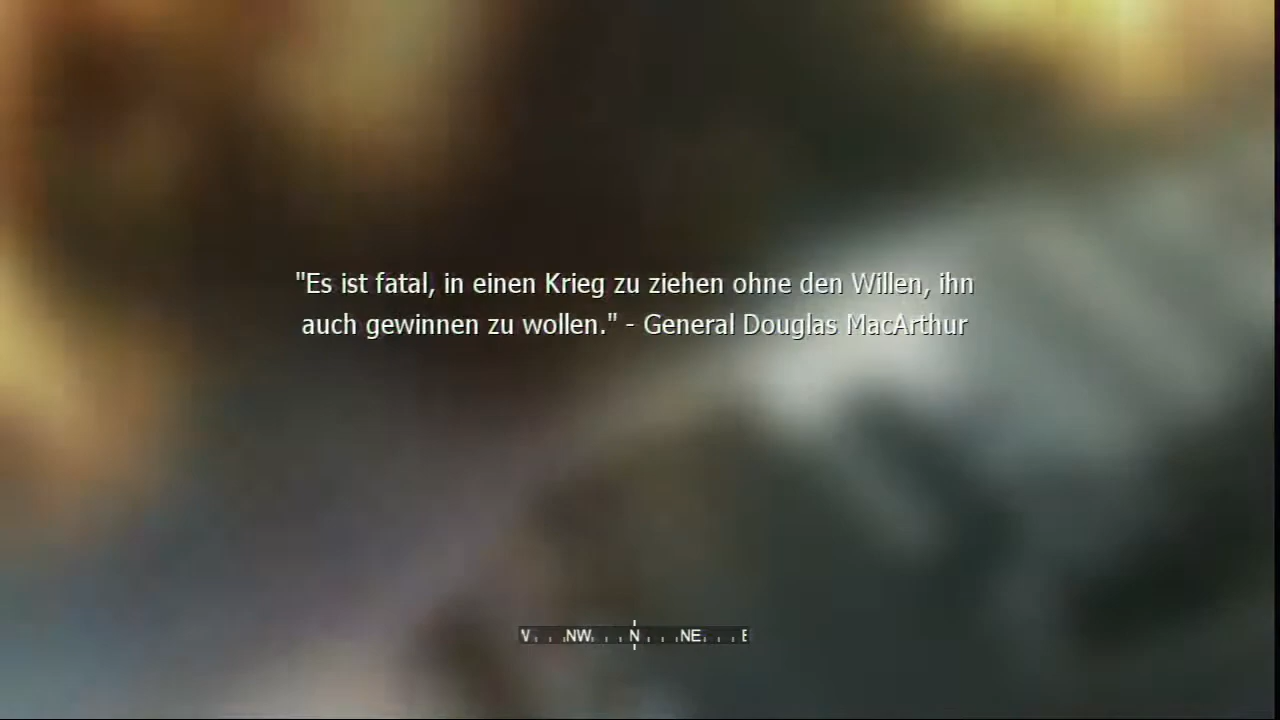 "Es ist fatal, in einen Krieg zu ziehen ohne den Willen, ihn
auch gewinnen zu wollen." - General Douglas MacArthur
NW N NE